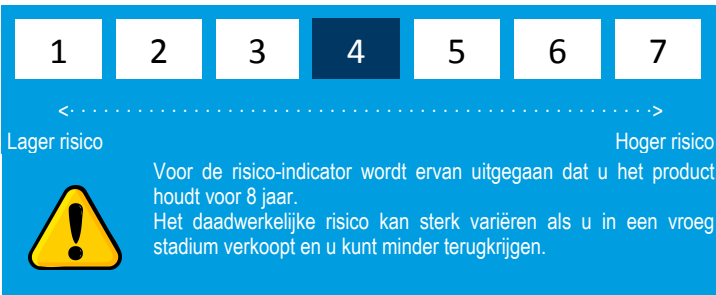 1 2 3 4 5 6 7
<· · · · · · · · · · · · · · · · · · · · · · · · · · · · · · · · · · · · · · · · · · · · · · · · · · · ·>
Lager risico Hoger risico
Voor de risico-indicator wordt ervan uitgegaan dat u het product
houdt voor 8 jaar.
Het daadwerkelijke risico kan sterk variëren als u in een vroeg
stadium verkoopt en u kunt minder terugkrijgen.
!